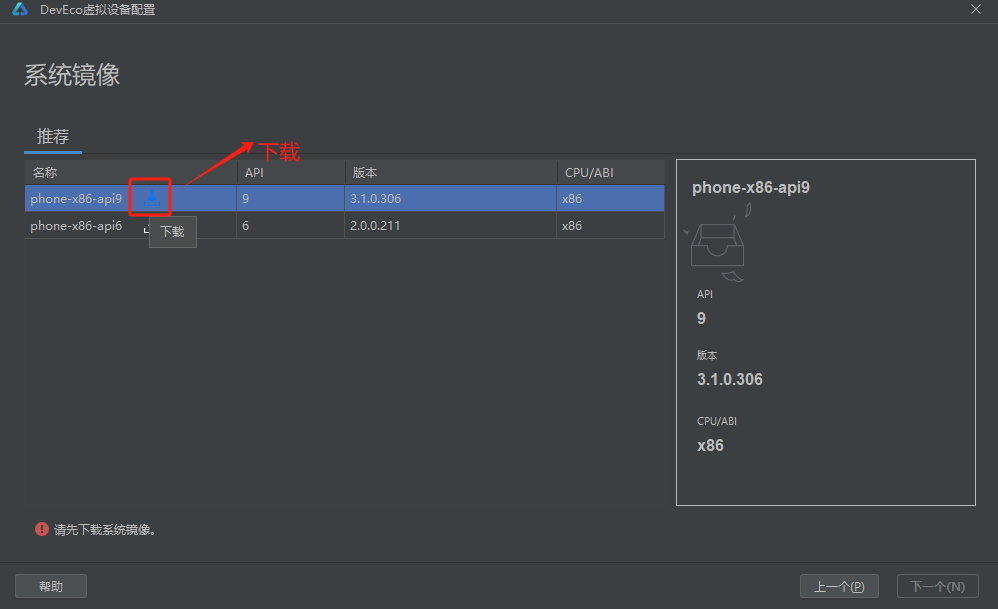 DevEco虚拟设备配置
系统镜像
推荐
下载
名称 API 版本 CPU/ABI
phone-x86-api9 9 3.1.0.306 x86
phone-x86-api6 6 2.0.0.211 x86
下载
phone-x86-api9
API
9
版本
3.1.0.306
CPU/ABI
x86
请先下载系统镜像。
帮助 上一个(P) 下一个(N)